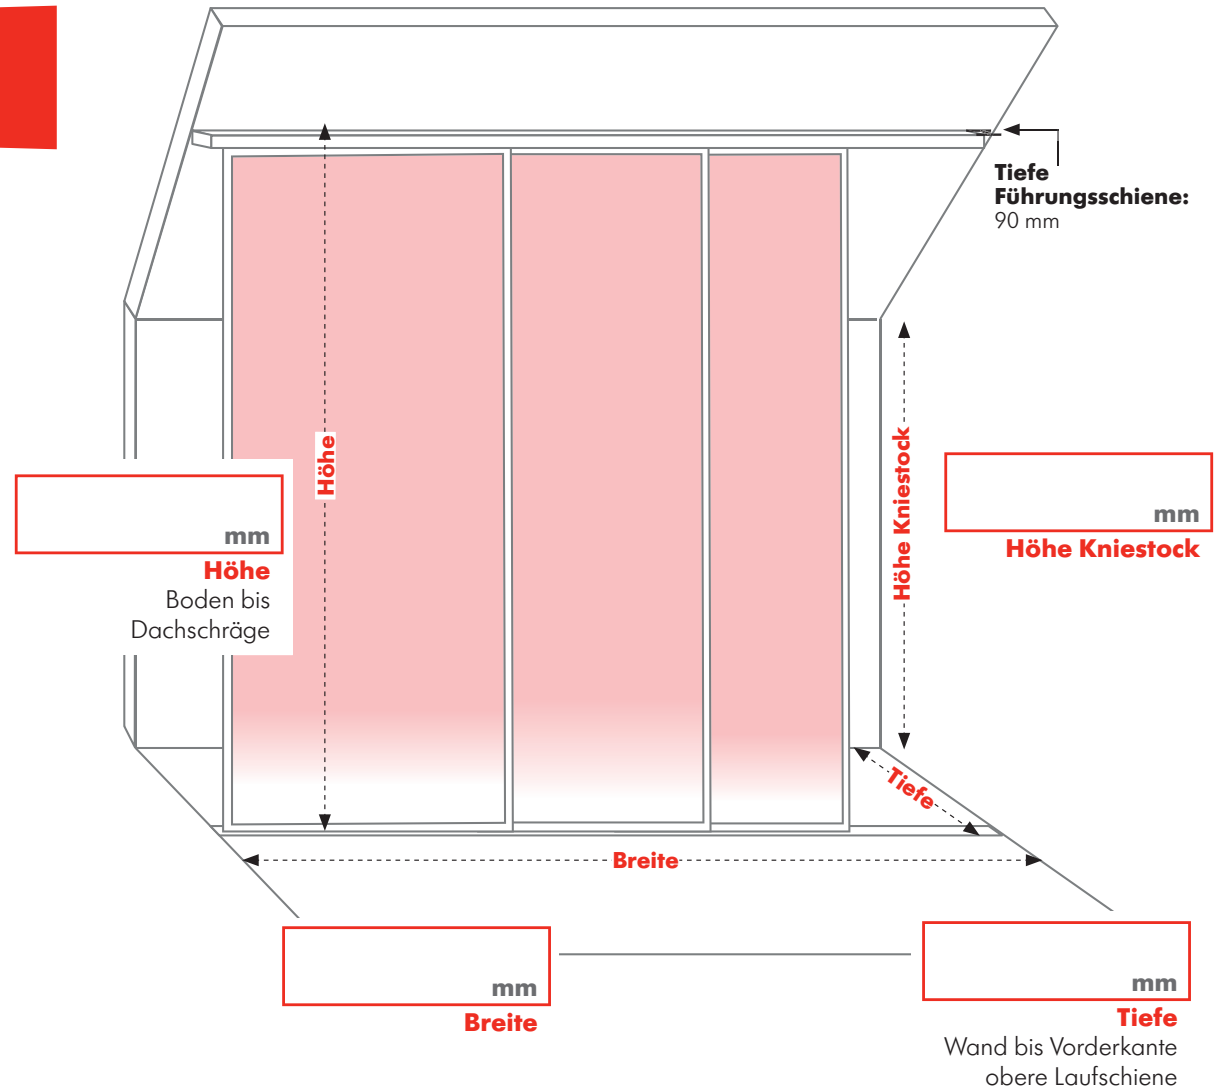 Tiefe
Führungsschiene:
90 mm
Höhe
Höhe Kniestock
mm
Höhe
Boden bis
Dachschräge
mm
Höhe Kniestock
Tiefe
Breite
mm
Breite
mm
Tiefe
Wand bis Vorderkante
obere Laufschiene